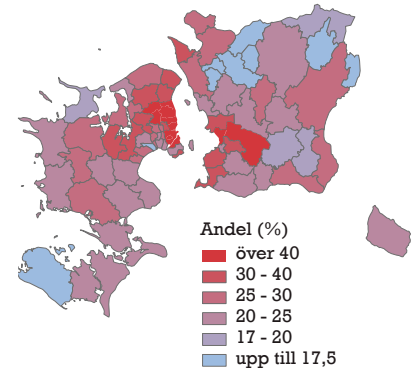 Andel (%)
över 40
30 - 40
25 - 30
20 - 25
17 - 20
upp till 17,5